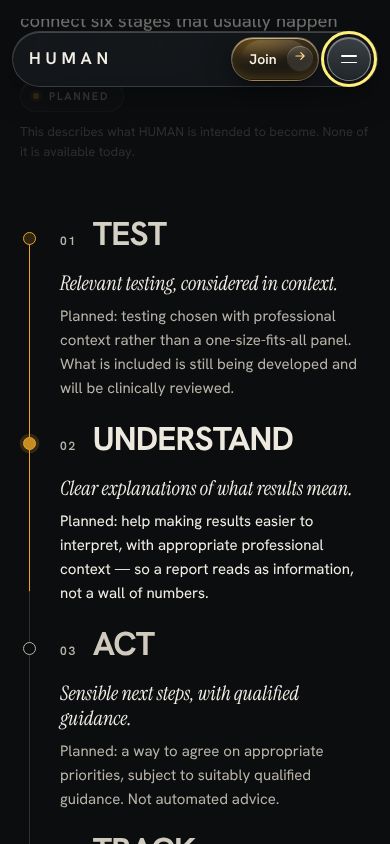 connect six stages that usually happen
HUMAN
Join
PLANNED
This describes what HUMAN is intended to become. None of
it is available today.
01 TEST
Relevant testing, considered in context.
Planned: testing chosen with professional
context rather than a one-size-fits-all panel.
What is included is still being developed and
will be clinically reviewed.
02 UNDERSTAND
Clear explanations of what results mean.
Planned: help making results easier to
interpret, with appropriate professional
context — so a report reads as information,
not a wall of numbers.
03 ACT
Sensible next steps, with qualified
guidance.
Planned: a way to agree on appropriate
priorities, subject to suitably qualified
guidance. Not automated advice.
TRACK